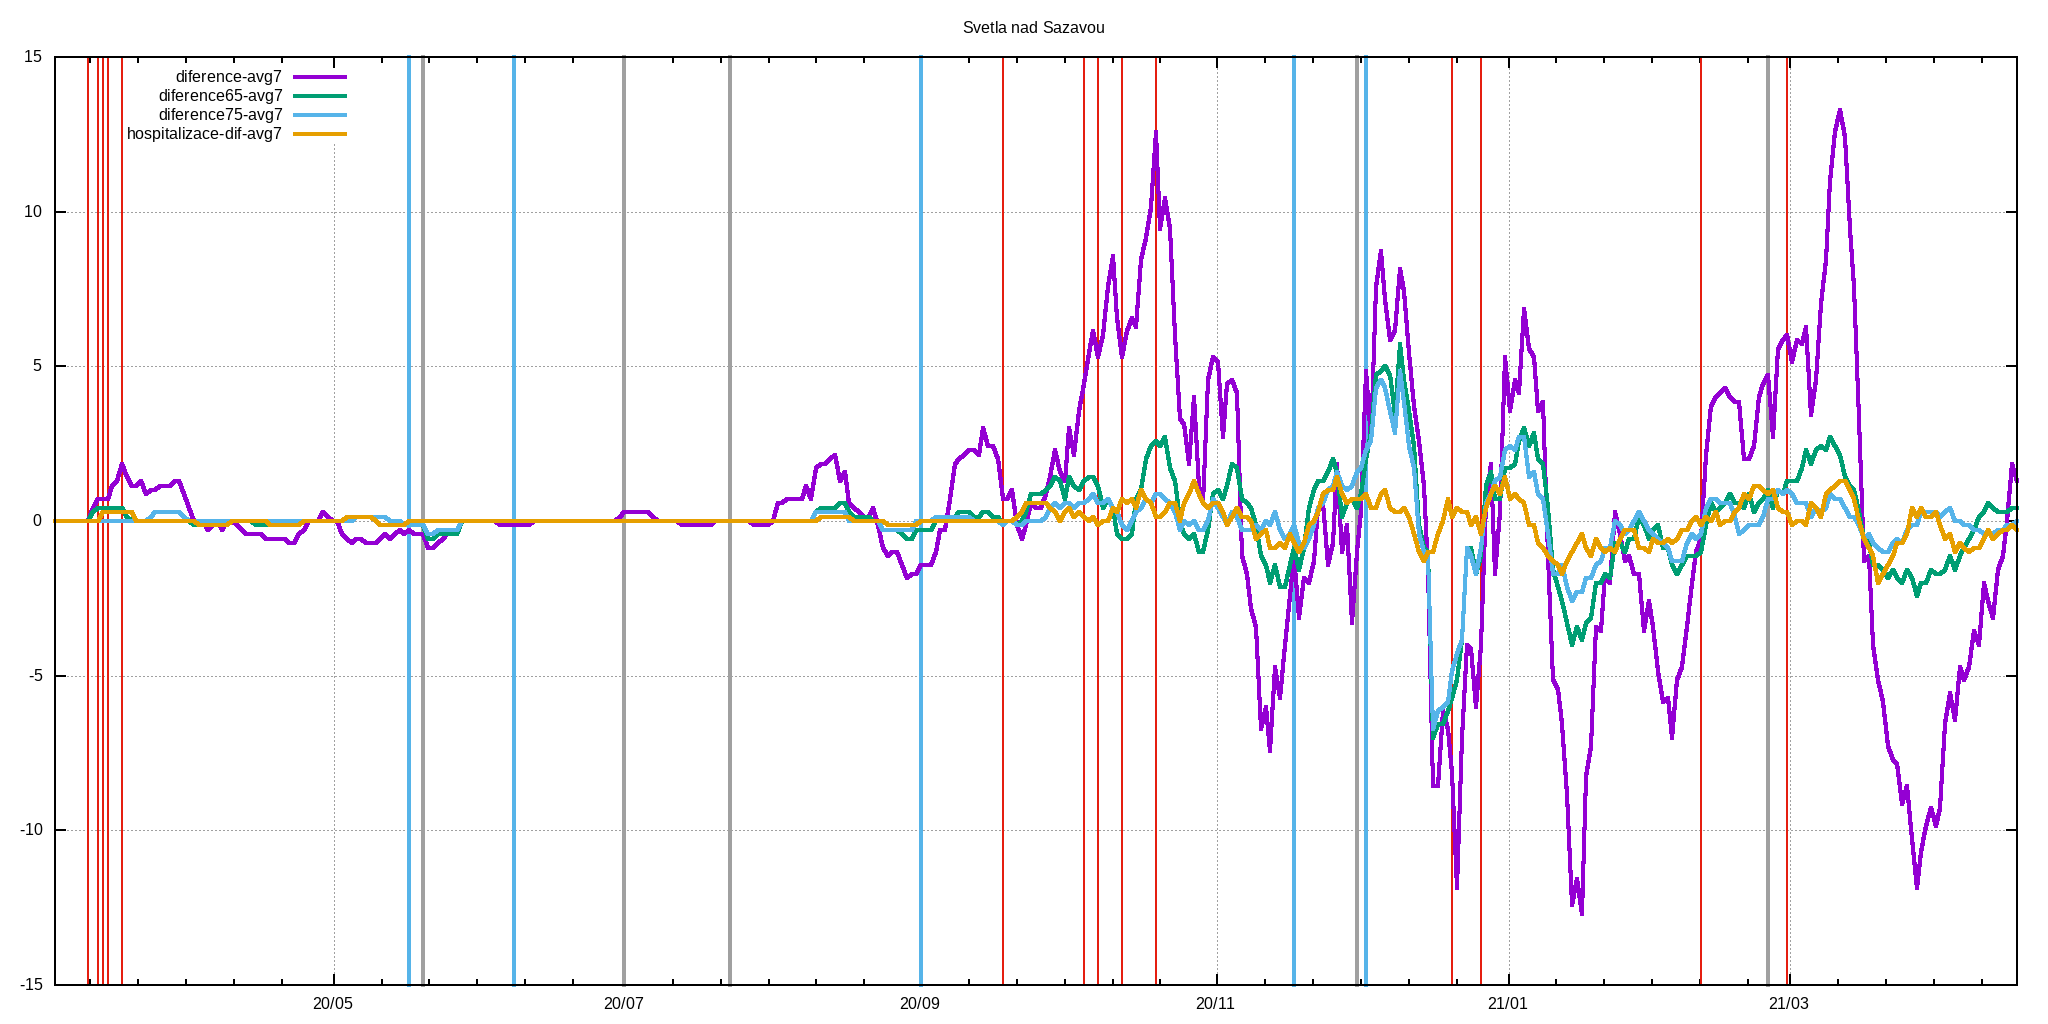 Svetla nad Sazavou
15
diference-avg7
diference65-avg7
diference75-avg7
hospitalizace-dif-avg7
10
5
0
-5
-10
-15
20/05 20/07 20/09 20/11 21/01 21/03